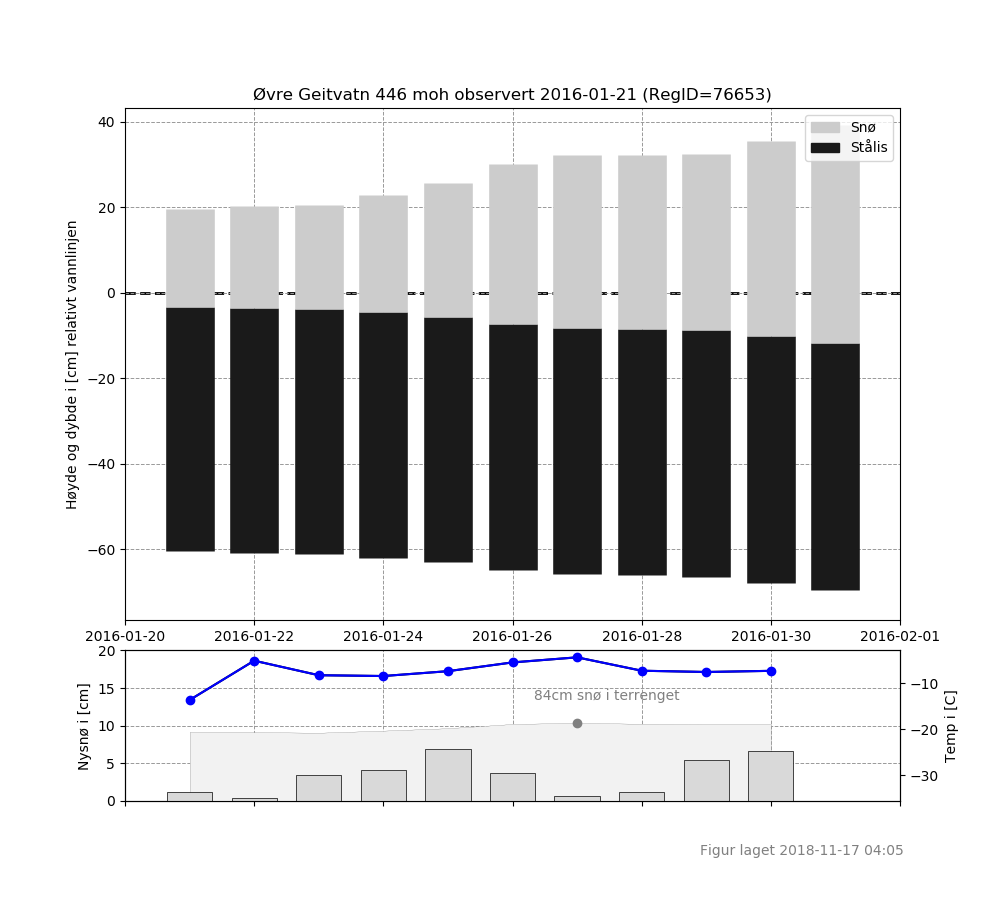 Øvre Geitvatn 446 moh observert 2016-01-21 (RegID=76653)
Snø
Stålis
40
20
0
−20
−40
−60
Høyde og dybde i [cm] relativt vannlinjen
2016-01-20 2016-01-22 2016-01-24 2016-01-26 2016-01-28 2016-01-30 2016-02-01
20
15
10
5
0
Nysnø i [cm]
84cm snø i terrenget
−10
−20
−30
Temp i [C]
Figur laget 2018-11-17 04:05